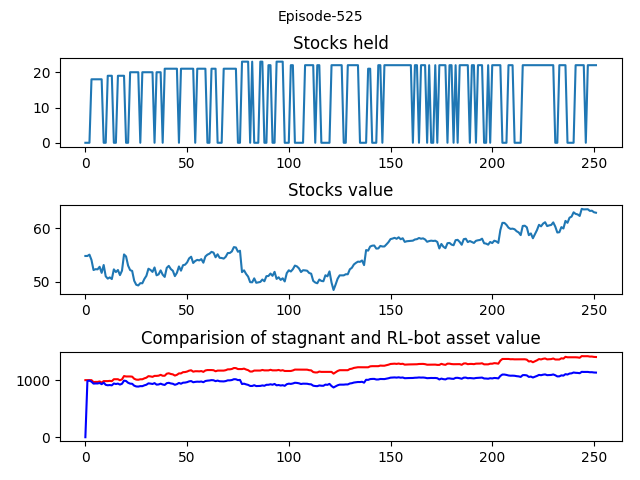 Episode-525
Stocks held
20
10
0
0 50 100 150 200 250
Stocks value
60
50
0 50 100 150 200 250
Comparision of stagnant and RL-bot asset value
1000
0
0 50 100 150 200 250